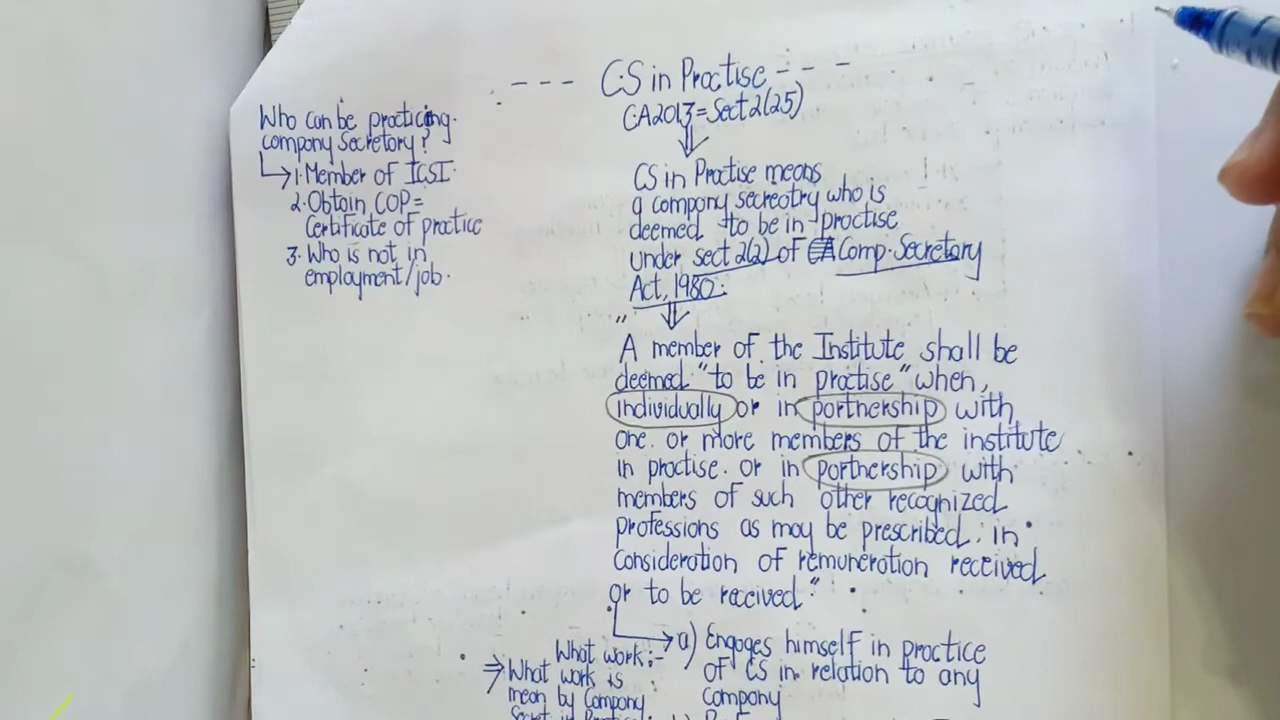 --- CS in Practise ---
CA2013=Sect 2(25)
Who can be practicing
company Secretory?
1. Member of ICSI.
2. Obtain COP=
Certificate of practice
3. Who is not in
employment/job.
CS in Practise means
a company secreotry who is
deemed to be in practise
under sect 2(2) of Comp. Secretary
Act, 1980.
"
A member of the Institute shall be
deemed "to be in practise" when,
individually or in partnership with
one or more members of the institute
in practise or in partnership with
members of such other recognized
professions as may be prescribed, in
consideration of remuneration received
or to be received"
a) Engages himself in practice
of CS in relation to any
company
What work:-
What work is
mean by Company